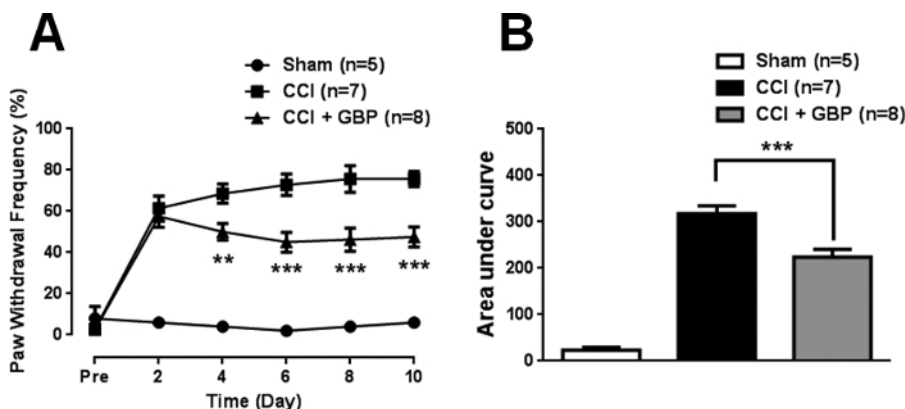 A
Sham (n=5)
CCI (n=7)
CCI + GBP (n=8)
Paw Withdrawal Frequency (%)
100
80
60
40
20
0
**
***
***
***
Pre
2
4
6
8
10
Time (Day)
B
Sham (n=5)
CCI (n=7)
CCI + GBP (n=8)
Area under curve
500
400
300
200
100
0
***